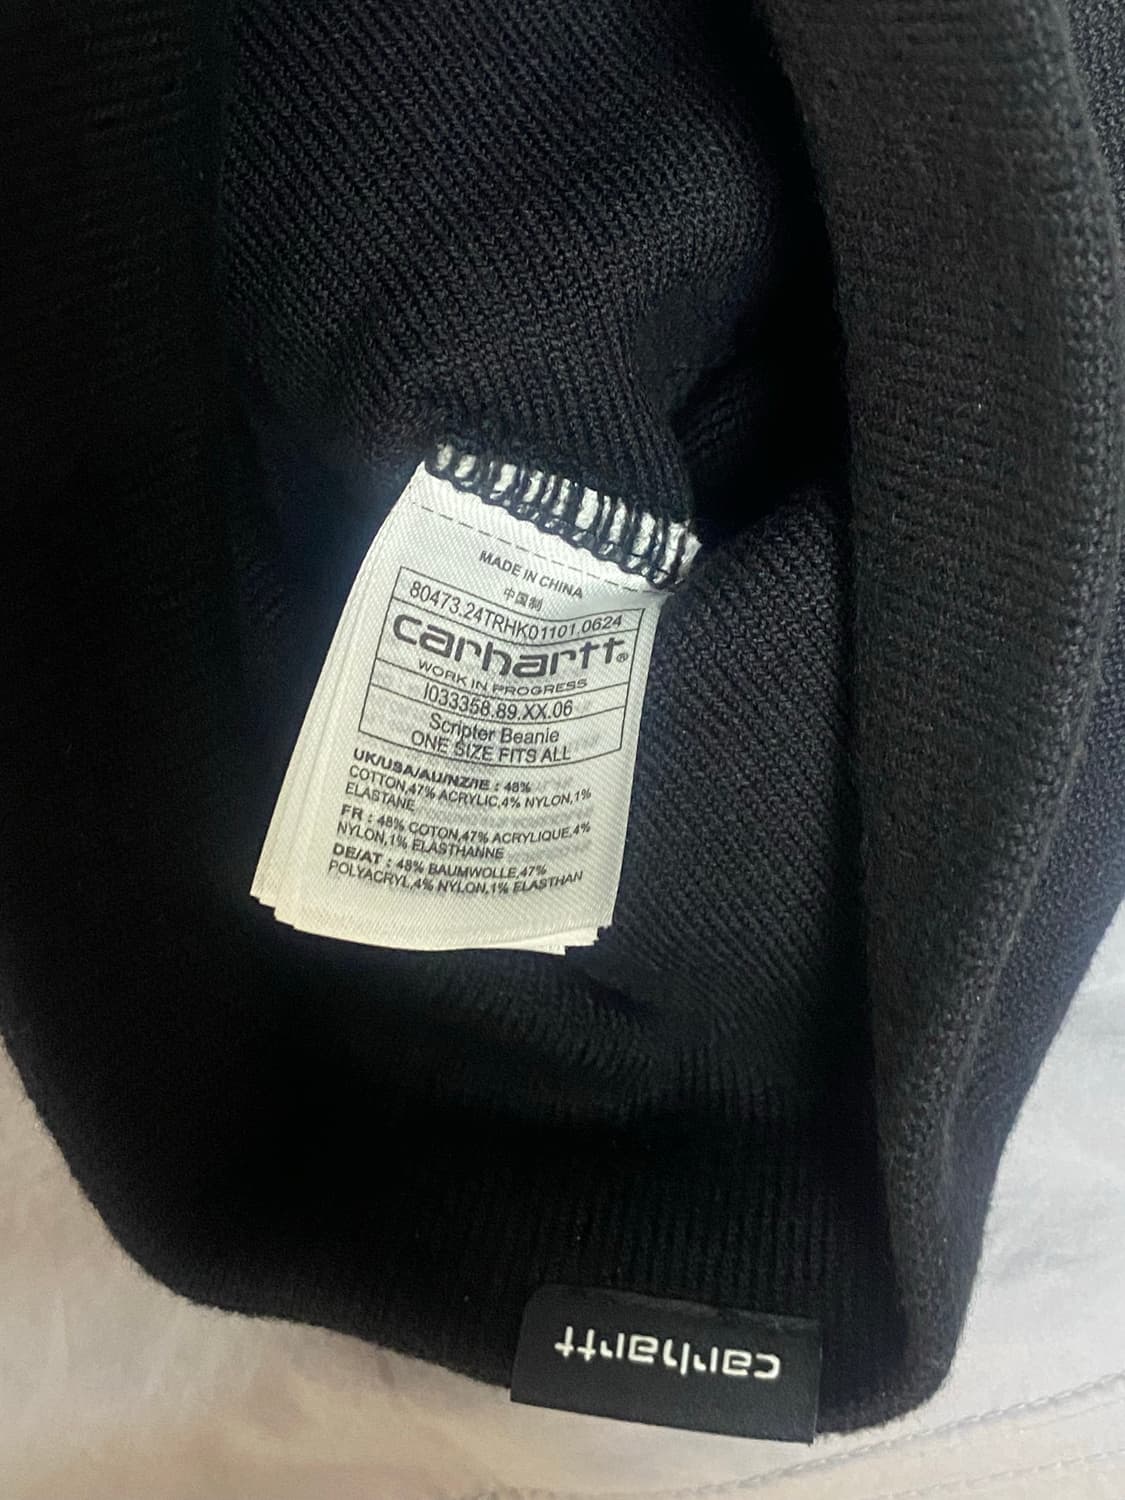 MADE IN CHINA
中国制
80473.24TRHK01101.0624
carhartt®
WORK IN PROGRESS
I033358.89.XX.06
Scripter Beanie
ONE SIZE FITS ALL
UK/USA/AU/NZ/IE : 48%
COTTON,47% ACRYLIC,4% NYLON,1%
ELASTANE
FR : 48% COTON,47% ACRYLIQUE,4%
NYLON,1% ELASTHANNE
DE/AT : 48% BAUMWOLLE,47%
POLYACRYL,4% NYLON,1% ELASTHAN
carhartt